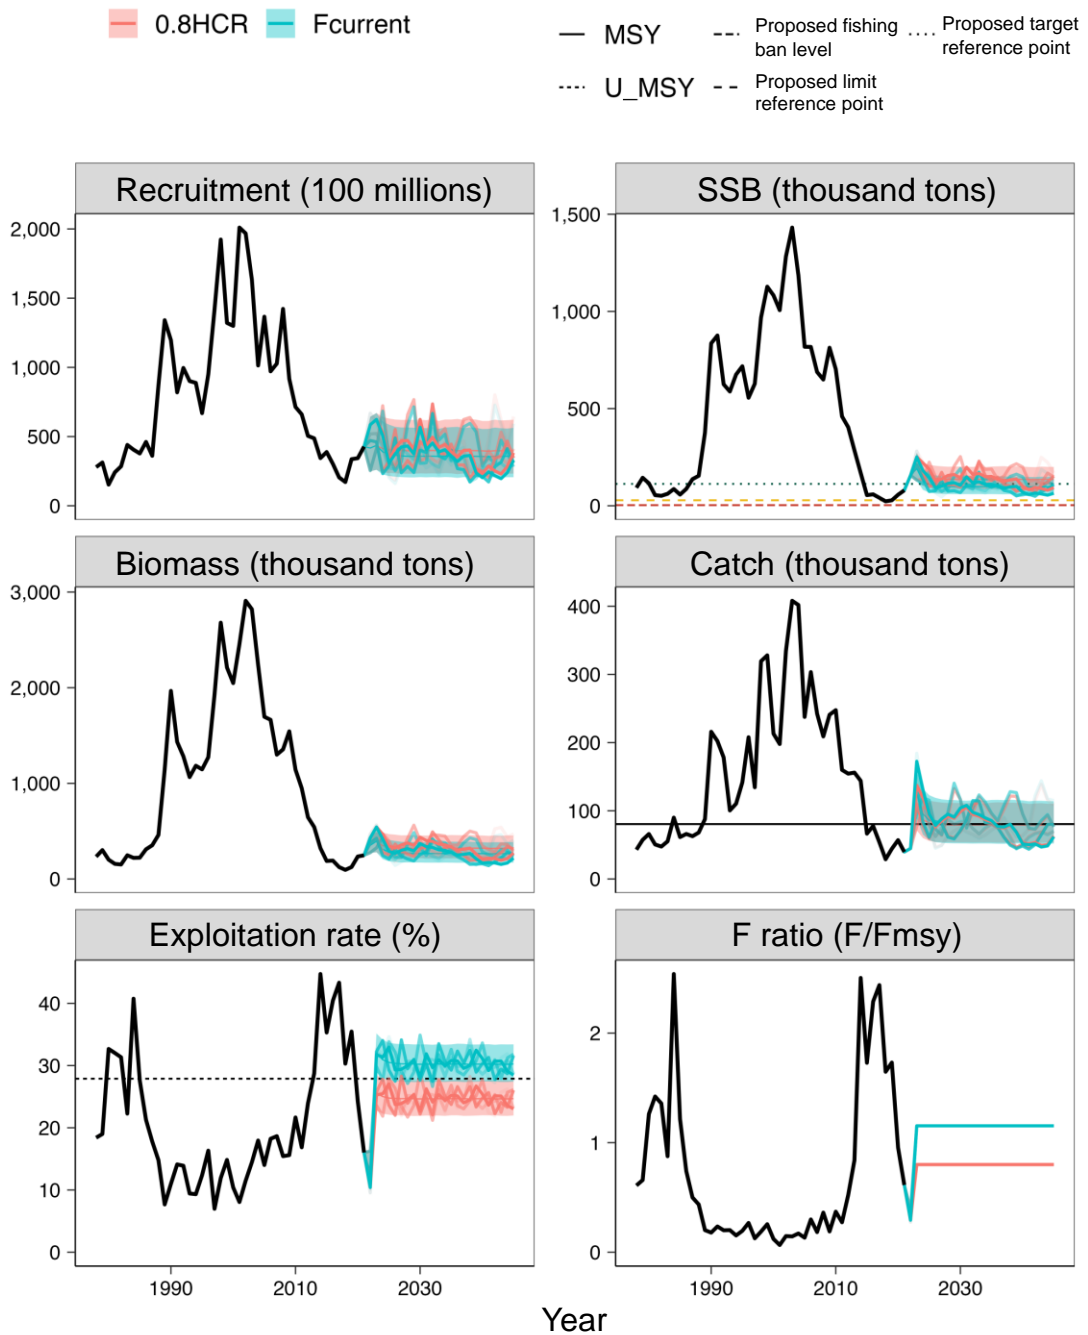 0.8HCR
Fcurrent
MSY
Proposed fishing
ban level
Proposed target
reference point
U_MSY
Proposed limit
reference point
Recruitment (100 millions)
SSB (thousand tons)
2,000
1,500
1,000
500
0
1,500
1,000
500
0
Biomass (thousand tons)
Catch (thousand tons)
3,000
2,000
1,000
0
400
300
200
100
0
Exploitation rate (%)
F ratio (F/Fmsy)
40
30
20
10
0
2
1
0
1990
2010
2030
1990
2010
2030
Year